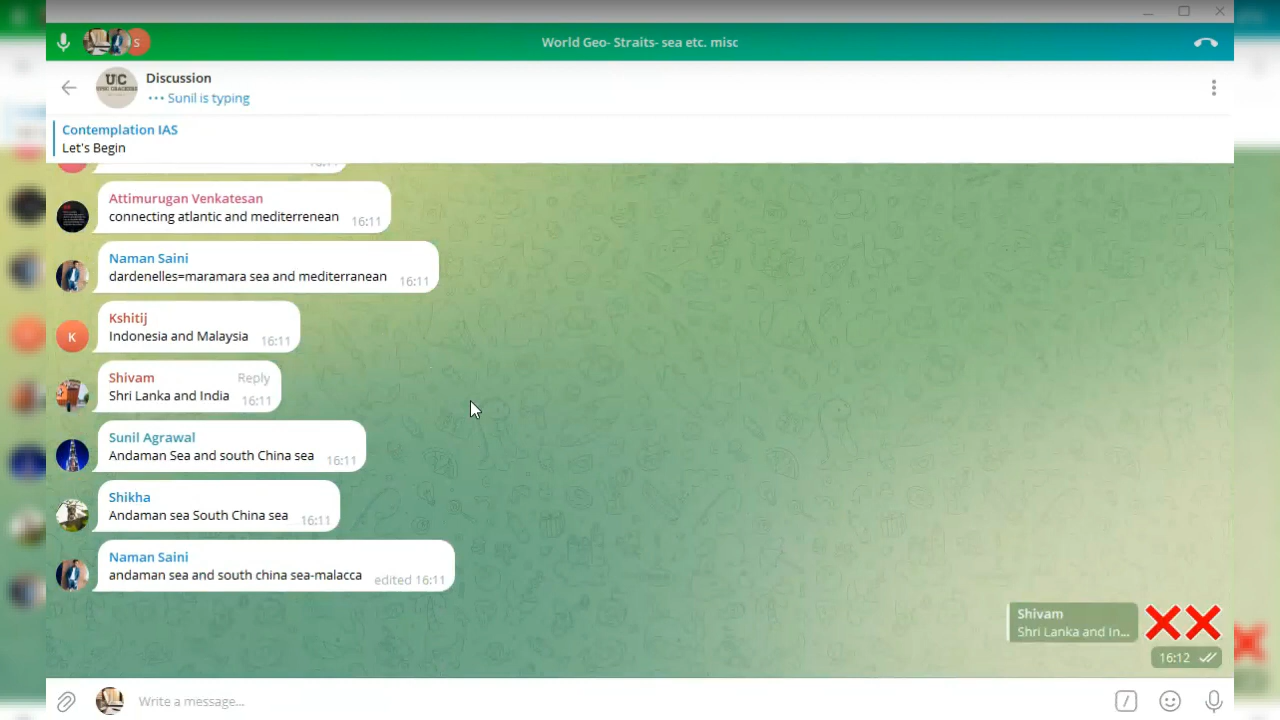 S
World Geo- Straits- sea etc. misc
UC
Discussion
Sunil is typing
Contemplation IAS
Let's Begin
Attimurugan Venkatesan
connecting atlantic and mediterrenean 16:11
Naman Saini
dardenelles=maramara sea and mediterranean 16:11
Kshitij
K
Indonesia and Malaysia 16:11
Shivam Reply
Shri Lanka and India 16:11
Sunil Agrawal
Andaman Sea and south China sea 16:11
Shikha
Andaman sea South China sea 16:11
Naman Saini
andaman sea and south china sea-malacca edited 16:11
Shivam
Shri Lanka and In...
16:12
Write a message...